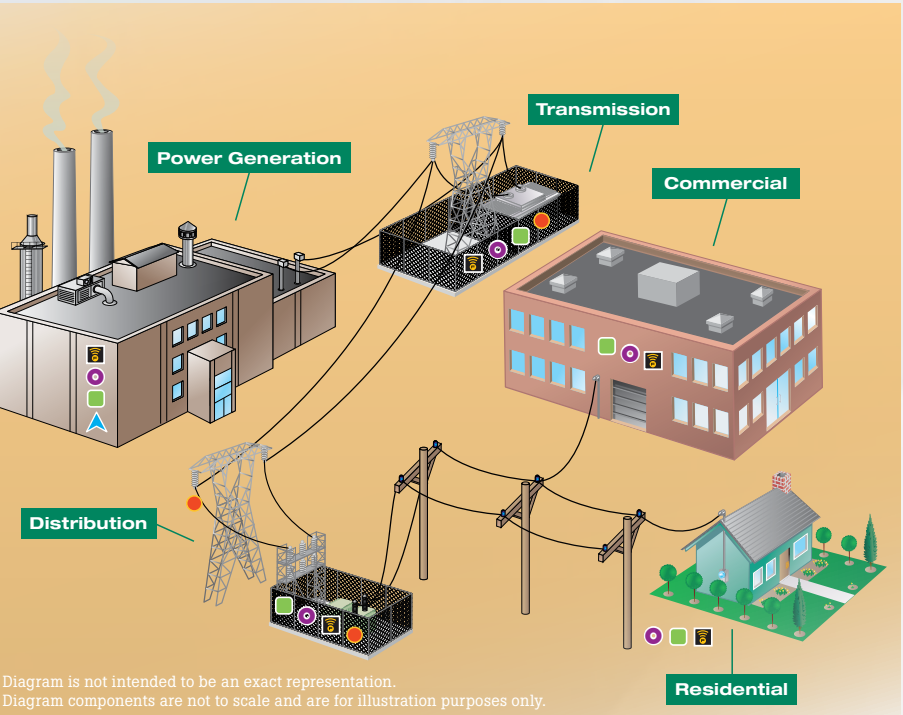 Transmission
Power Generation
Commercial
Distribution
Residential
Diagram is not intended to be an exact representation.
Diagram components are not to scale and are for illustration purposes only.